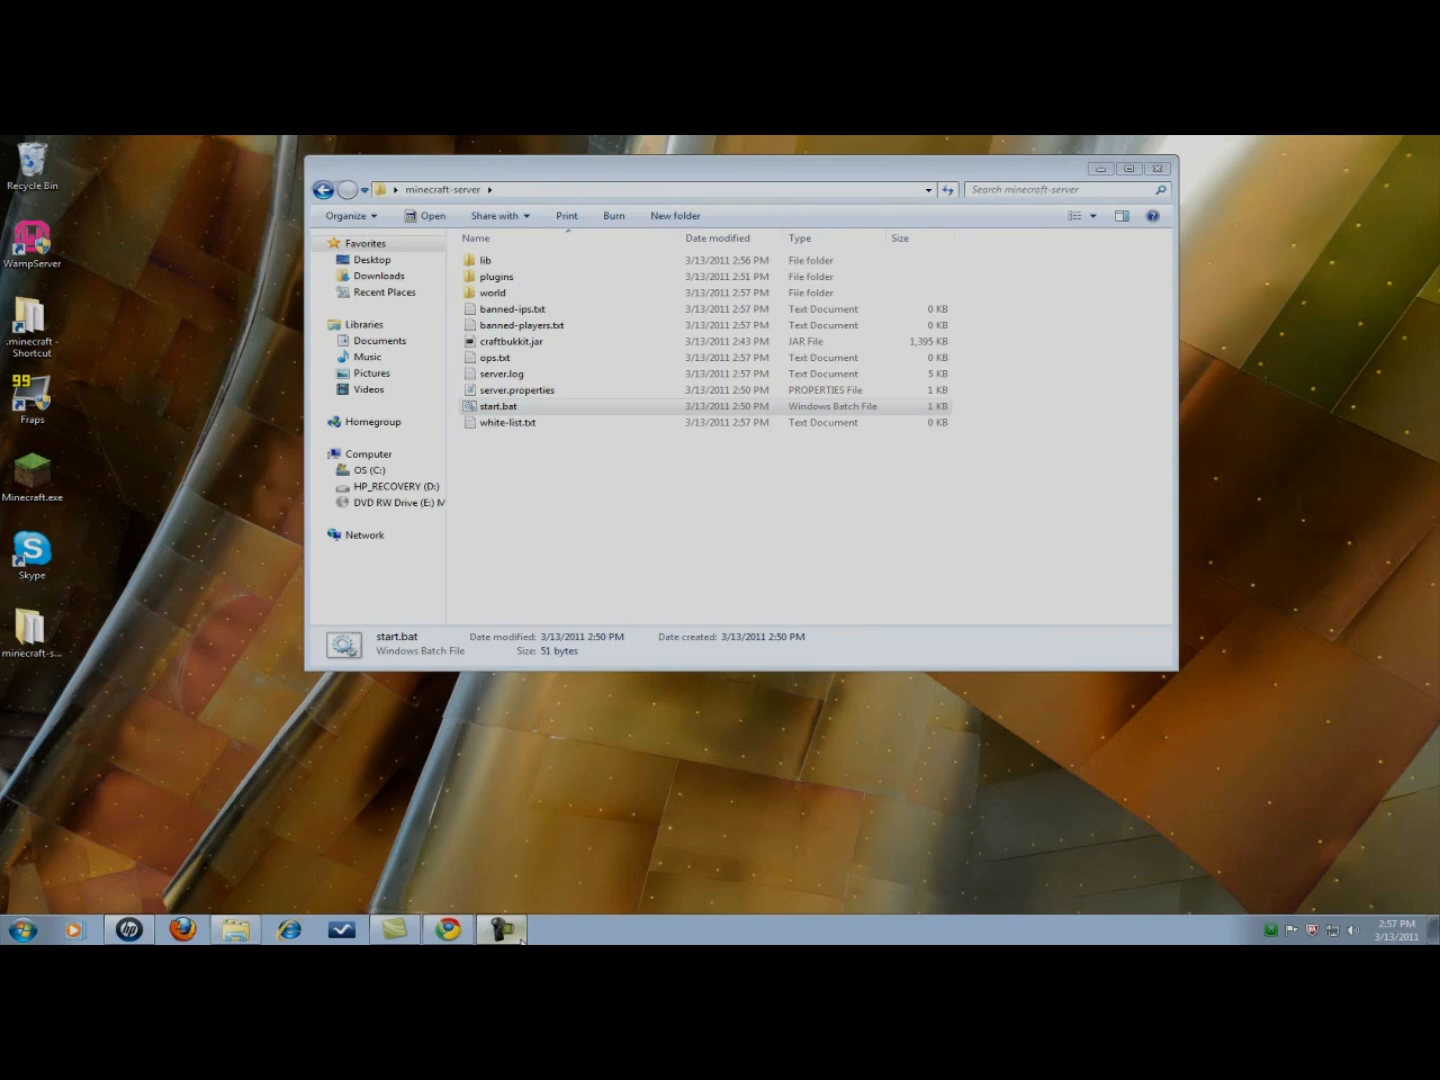 Recycle Bin
WampServer
.minecraft -
Shortcut
99
Fraps
Minecraft.exe
Skype
minecraft-s...
minecraft-server
Search minecraft-server
Organize
Open
Share with
Print
Burn
New folder
Favorites
Desktop
Downloads
Recent Places
Libraries
Documents
Music
Pictures
Videos
Homegroup
Computer
OS (C:)
HP_RECOVERY (D:)
DVD RW Drive (E:) M
Network
Name Date modified Type Size
lib 3/13/2011 2:56 PM File folder
plugins 3/13/2011 2:51 PM File folder
world 3/13/2011 2:57 PM File folder
banned-ips.txt 3/13/2011 2:57 PM Text Document 0 KB
banned-players.txt 3/13/2011 2:57 PM Text Document 0 KB
craftbukkit.jar 3/13/2011 2:43 PM JAR File 1,395 KB
ops.txt 3/13/2011 2:57 PM Text Document 0 KB
server.log 3/13/2011 2:57 PM Text Document 5 KB
server.properties 3/13/2011 2:50 PM PROPERTIES File 1 KB
start.bat 3/13/2011 2:50 PM Windows Batch File 1 KB
white-list.txt 3/13/2011 2:57 PM Text Document 0 KB
start.bat Date modified: 3/13/2011 2:50 PM Date created: 3/13/2011 2:50 PM
Windows Batch File Size: 51 bytes
hp
2:57 PM
3/13/2011